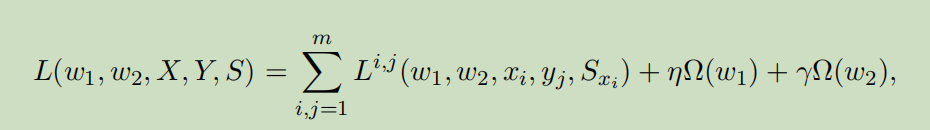 L(w_1, w_2, X, Y, S) = \sum_{i,j=1}^{m} L^{i,j}(w_1, w_2, x_i, y_j, S_{x_i}) + \eta\Omega(w_1) + \gamma\Omega(w_2),